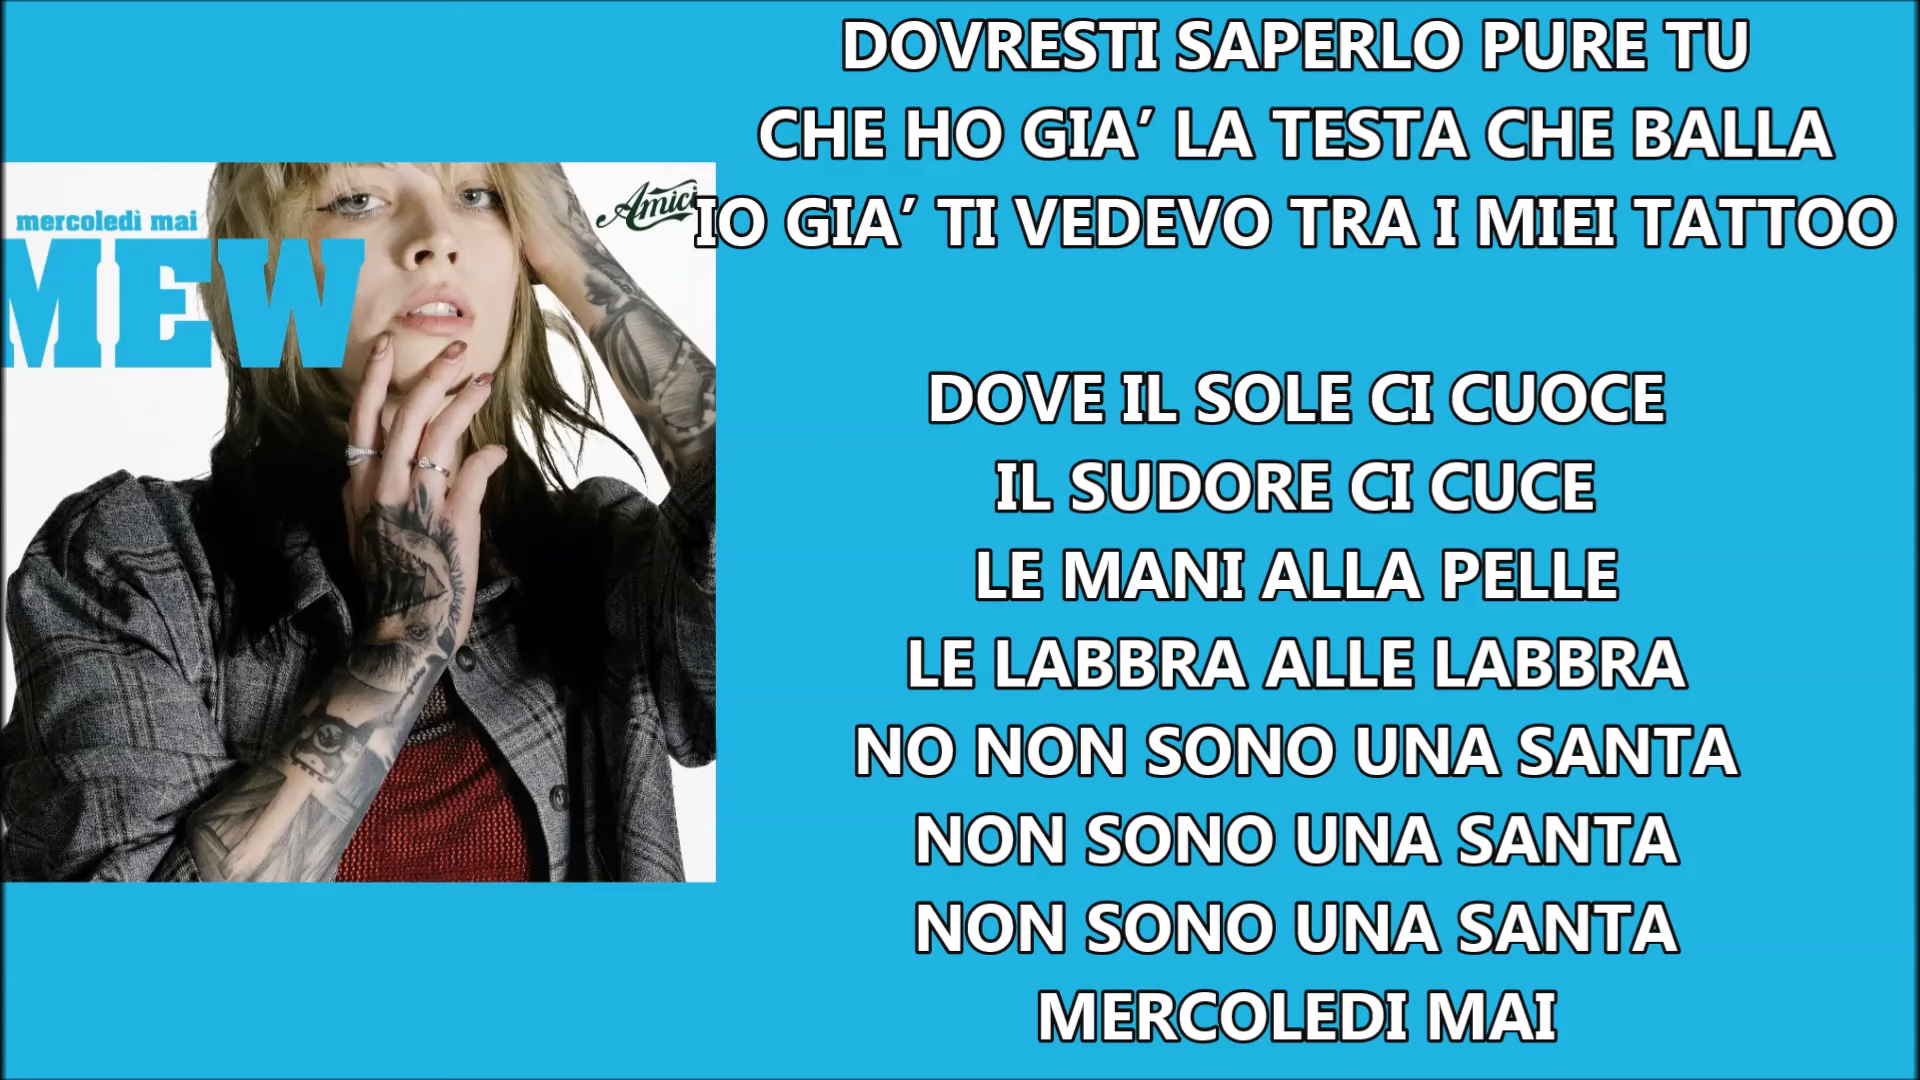 mercoledì mai
MEW
Amici
DOVRESTI SAPERLO PURE TU
CHE HO GIA’ LA TESTA CHE BALLA
IO GIA’ TI VEDEVO TRA I MIEI TATTOO
DOVE IL SOLE CI CUOCE
IL SUDORE CI CUCE
LE MANI ALLA PELLE
LE LABBRA ALLE LABBRA
NO NON SONO UNA SANTA
NON SONO UNA SANTA
NON SONO UNA SANTA
MERCOLEDI MAI